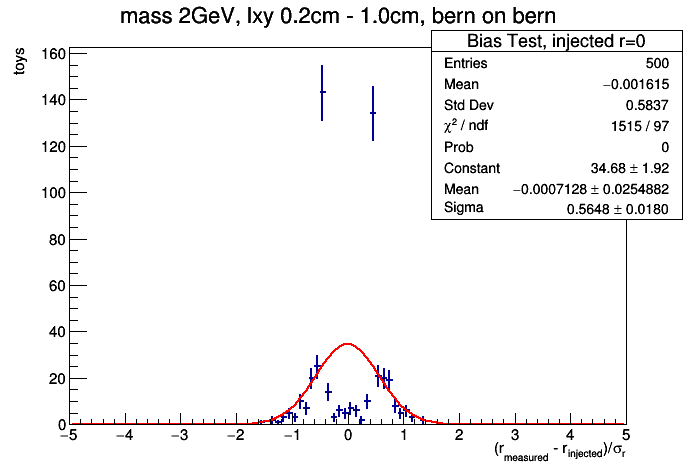 mass 2GeV, lxy 0.2cm - 1.0cm, bern on bern
toys
Bias Test, injected r=0
Entries 500
Mean −0.001615
Std Dev 0.5837
χ² / ndf 1515 / 97
Prob 0
Constant 34.68 ± 1.92
Mean −0.0007128 ± 0.0254882
Sigma 0.5648 ± 0.0180
160
140
120
100
80
60
40
20
0
−5 −4 −3 −2 −1 0 1 2 3 4 5
(r_measured - r_injected)/σ_r